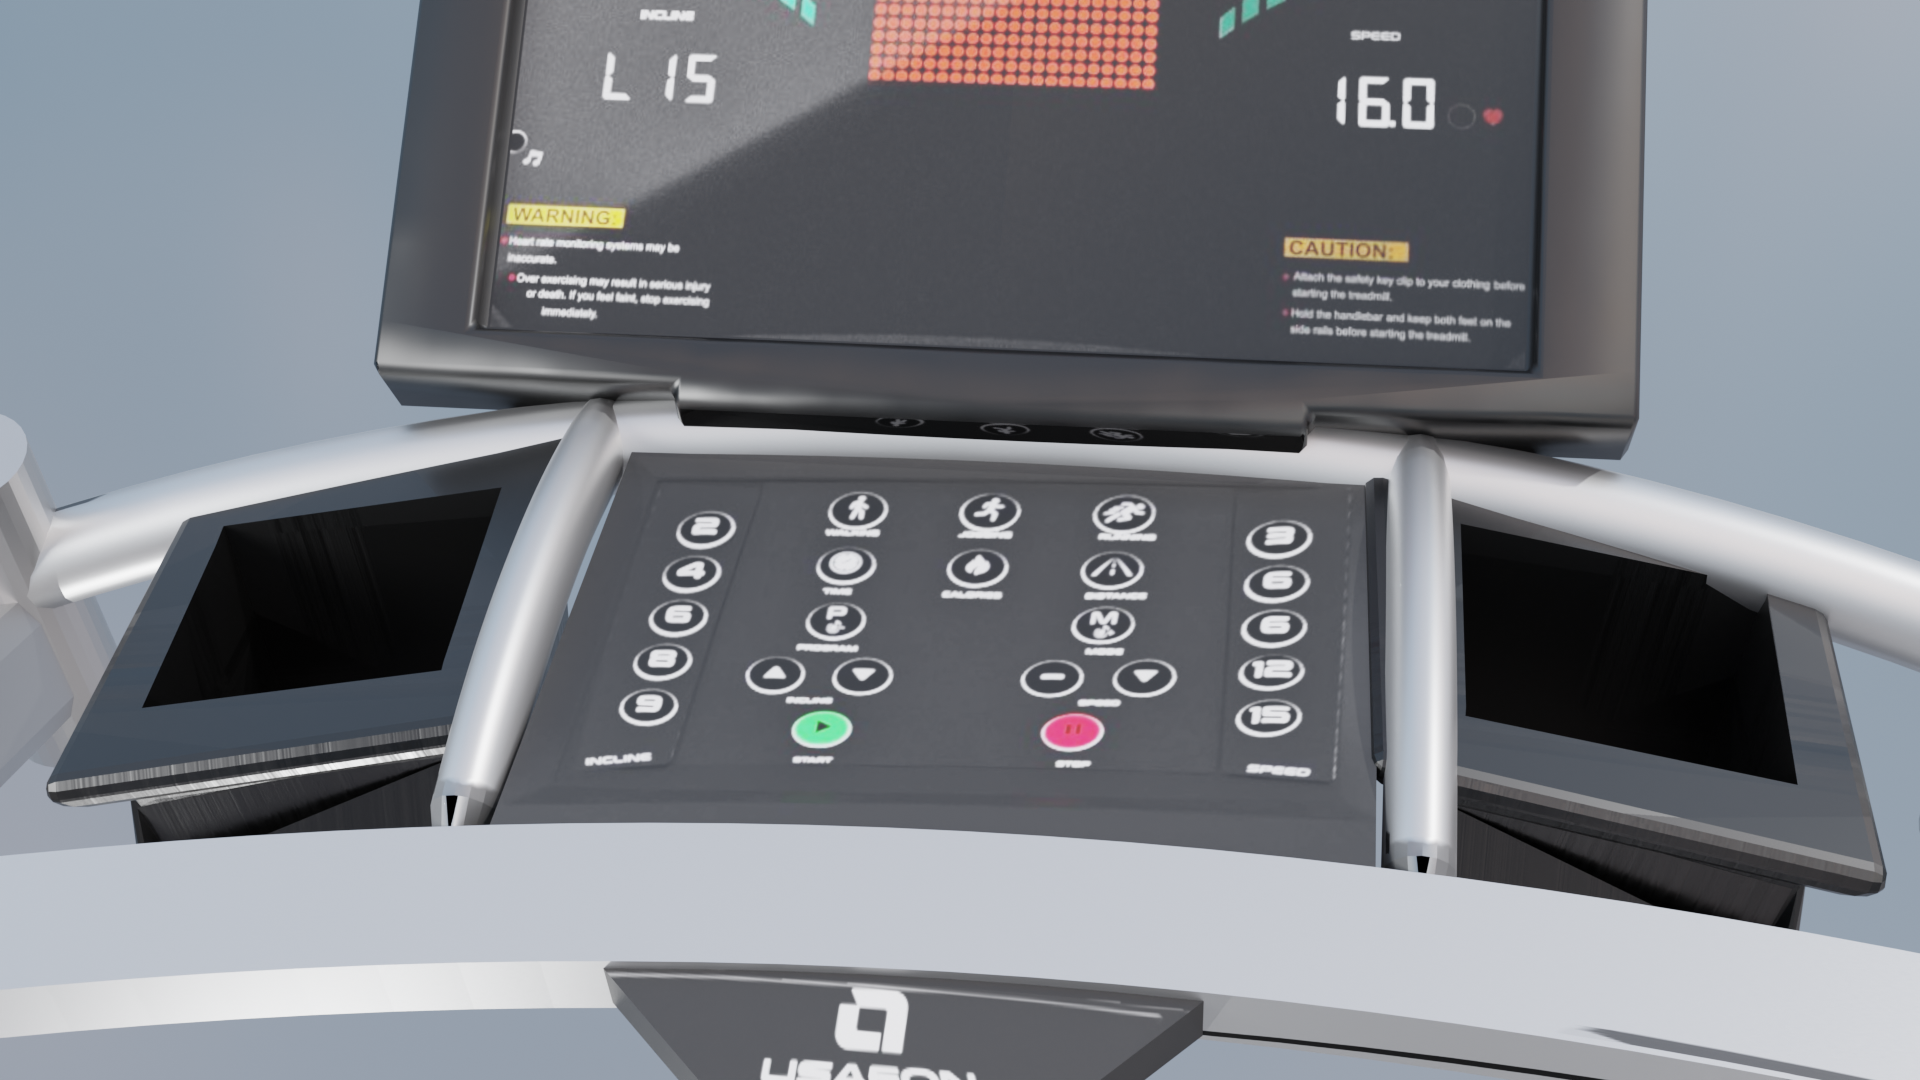 INCLINE
SPEED
L 15
16.0
WARNING:
Heart rate monitoring systems may be
inaccurate.
Over exercising may result in serious injury
or death. If you feel faint, stop exercising
immediately.
CAUTION:
Attach the safety key clip to your clothing before
starting the treadmill.
Hold the handlebar and keep both feet on the
side rails before starting the treadmill.
2
4
6
8
9
INCLINE
WALKING
JOGGING
RUNNING
TIME
CALORIES
DISTANCE
P
PROGRAM
M
MODE
INCLINE
SPEED
START
STOP
3
6
6
12
15
SPEED